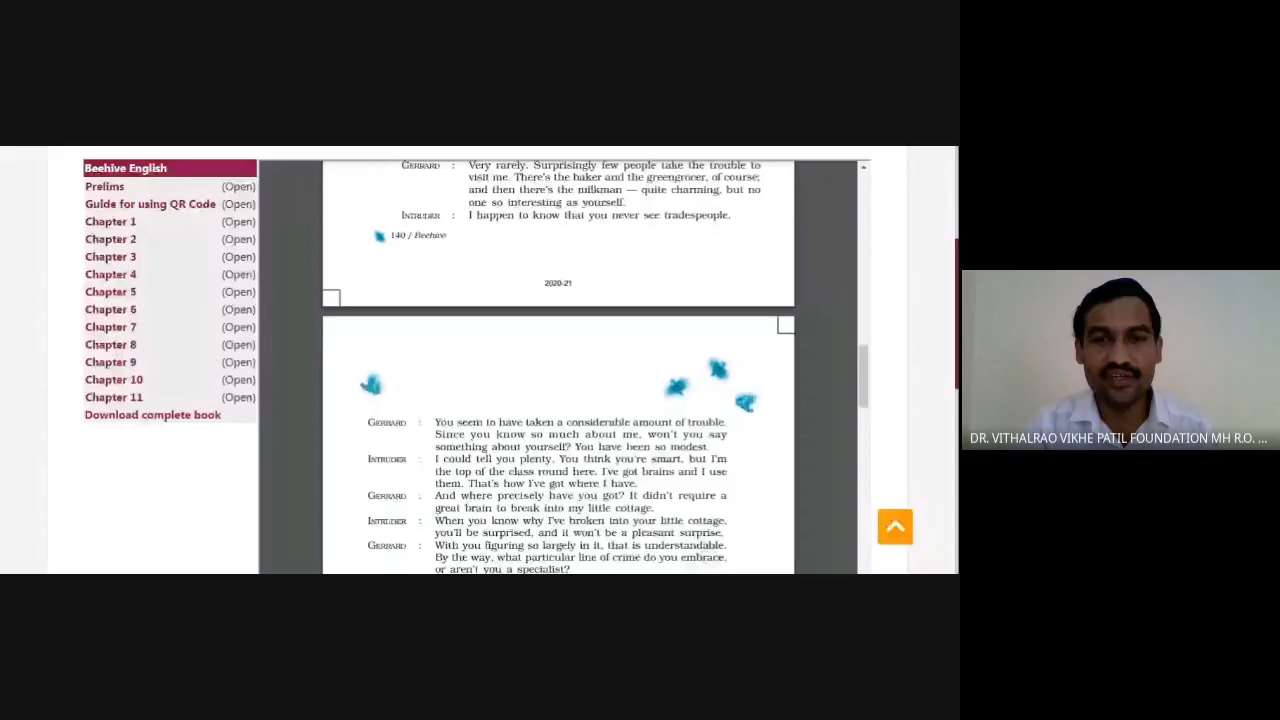 Beehive English
Prelims (Open)
Guide for using QR Code (Open)
Chapter 1 (Open)
Chapter 2 (Open)
Chapter 3 (Open)
Chapter 4 (Open)
Chapter 5 (Open)
Chapter 6 (Open)
Chapter 7 (Open)
Chapter 8 (Open)
Chapter 9 (Open)
Chapter 10 (Open)
Chapter 11 (Open)
Download complete book
GERRARD : Very rarely. Surprisingly few people take the trouble to
visit me. There's the baker and the greengrocer, of course;
and then there's the milkman — quite charming, but no
one so interesting as yourself.
INTRUDER : I happen to know that you never see tradespeople.
140 / Beehive
2020-21
GERRARD : You seem to have taken a considerable amount of trouble.
Since you know so much about me, won't you say
something about yourself? You have been so modest.
INTRUDER : I could tell you plenty. You think you're smart, but I'm
the top of the class round here. I've got brains and I use
them. That's how I've got where I have.
GERRARD : And where precisely have you got? It didn't require a
great brain to break into my little cottage.
INTRUDER : When you know why I've broken into your little cottage,
you'll be surprised, and it won't be a pleasant surprise.
GERRARD : With you figuring so largely in it, that is understandable.
By the way, what particular line of crime do you embrace,
or aren't you a specialist?
DR. VITHALRAO VIKHE PATIL FOUNDATION MH R.O. ...